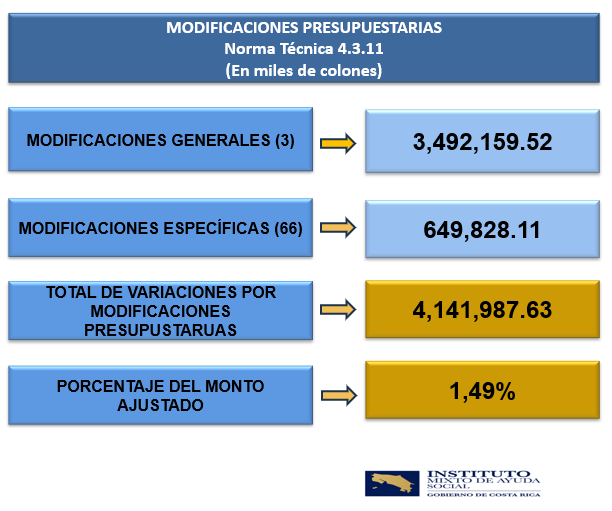 MODIFICACIONES PRESUPUESTARIAS
Norma Técnica 4.3.11
(En miles de colones)
MODIFICACIONES GENERALES (3)
3,492,159.52
MODIFICACIONES ESPECÍFICAS (66)
649,828.11
TOTAL DE VARIACIONES POR
MODIFICACIONES
PRESUPUSTARUAS
4,141,987.63
PORCENTAJE DEL MONTO
AJUSTADO
1,49%
INSTITUTO
MIXTO DE AYUDA
SOCIAL
GOBIERNO DE COSTA RICA